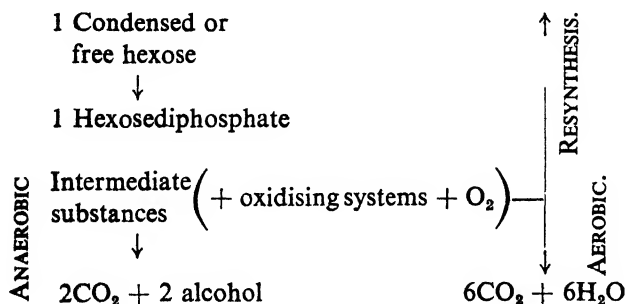 1 Condensed or
free hexose
↓
1 Hexosediphosphate
Intermediate
substances
(+ oxidising systems + O₂)
↓
2CO₂ + 2 alcohol
6CO₂ + 6H₂O
ANAEROBIC
RESYNTHESIS.
AEROBIC.